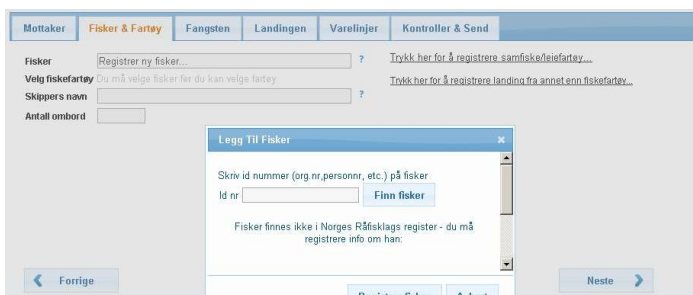 Mottaker Fisker & Fartøy Fangsten Landingen Varelinjer Kontroller & Send
Fisker Registrer ny fisker... ? Trykk her for å registrere samfiske/leiefartøy...
Velg fiskefartøy Du må velge fisker før du kan velge fartøy Trykk her for å registrere landing fra annet enn fiskefartøy...
Skippers navn ?
Antall ombord
Legg Til Fisker
Skriv id nummer (org.nr,personnr, etc.) på fisker
Id nr Finn fisker
Fisker finnes ikke i Norges Råfisklags register - du må
registrere info om han:
Forrige Neste